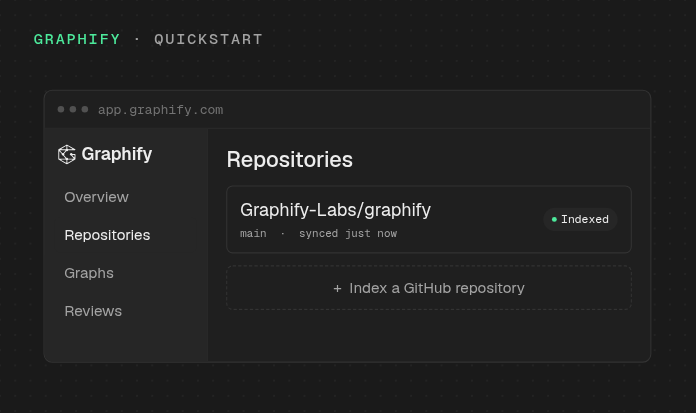 GRAPHIFY · QUICKSTART
app.graphify.com
Graphify
Overview
Repositories
Graphs
Reviews
Repositories
Graphify-Labs/graphify
main · synced just now
Indexed
+ Index a GitHub repository